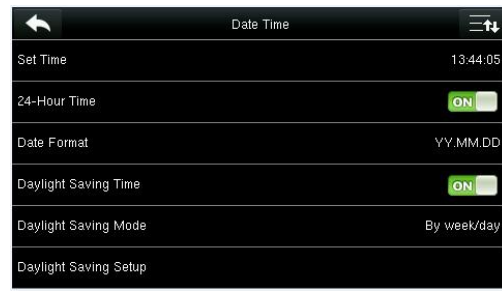 Date Time
Set Time 13:44:05
24-Hour Time ON
Date Format YY.MM.DD
Daylight Saving Time ON
Daylight Saving Mode By week/day
Daylight Saving Setup